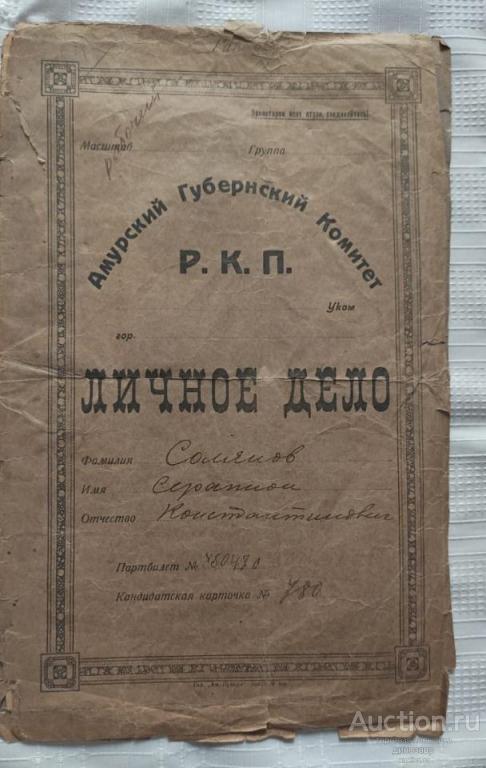 Пролетарии всех стран, соединяйтесь!
Масштаб рабочий Группа
Амурский Губернский Комитет
Р. К. П.
Уком
гор.
ЛИЧНОЕ ДЕЛО
Фамилия
Имя Серапион
Отчество Константинович
Партбилет №
Кандидатская карточка № 780
Auction.ru